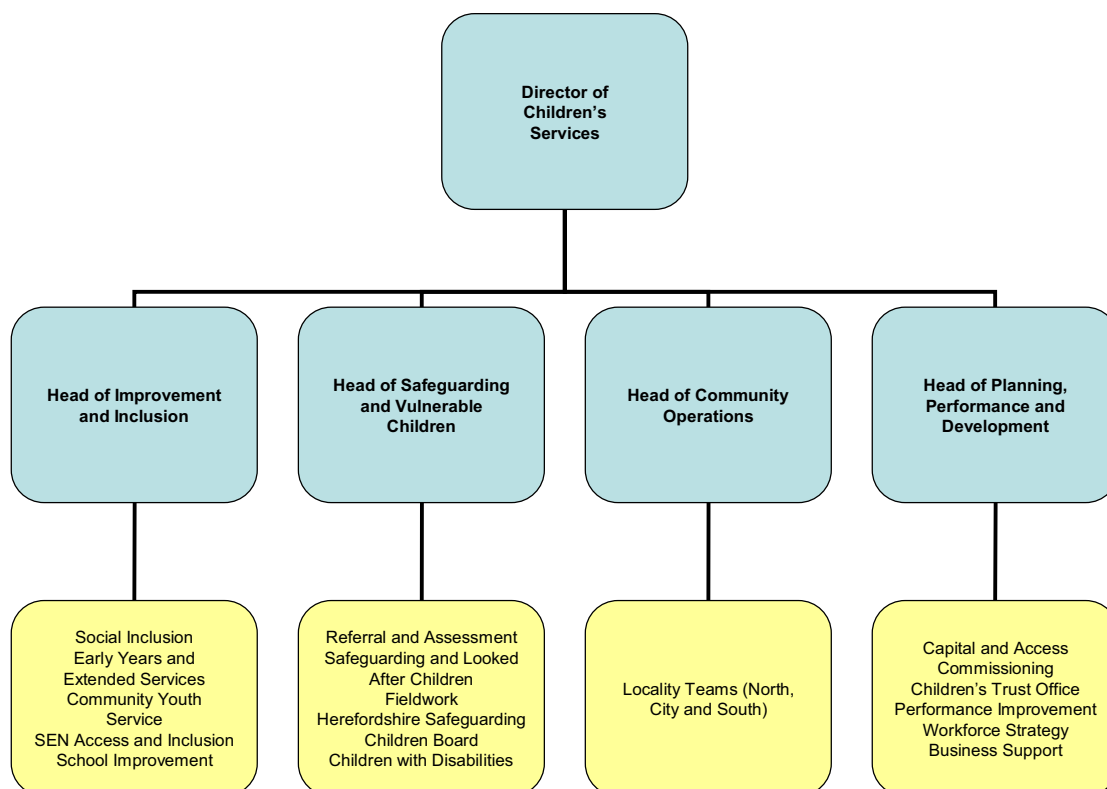 Director of
Children’s
Services
Head of Improvement
and Inclusion
Head of Safeguarding
and Vulnerable
Children
Head of Community
Operations
Head of Planning,
Performance and
Development
Social Inclusion
Early Years and
Extended Services
Community Youth
Service
SEN Access and Inclusion
School Improvement
Referral and Assessment
Safeguarding and Looked
After Children
Fieldwork
Herefordshire Safeguarding
Children Board
Children with Disabilities
Locality Teams (North,
City and South)
Capital and Access
Commissioning
Children’s Trust Office
Performance Improvement
Workforce Strategy
Business Support